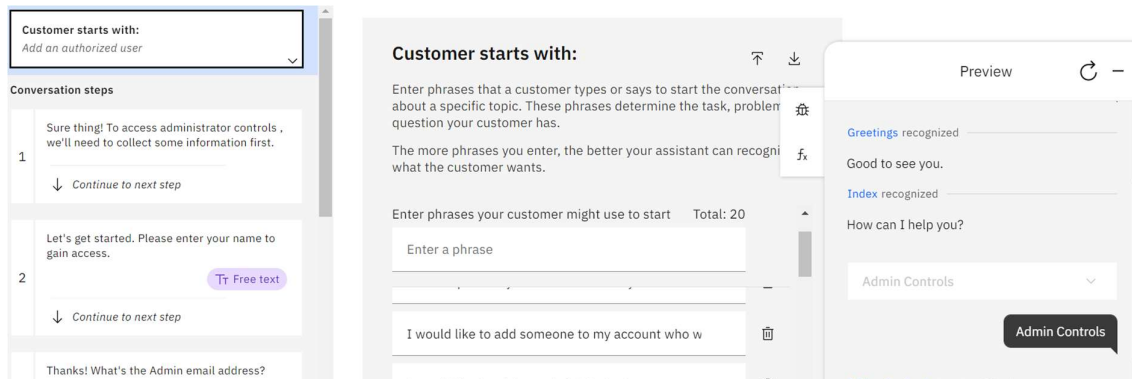 Customer starts with:
Add an authorized user
Conversation steps
1
Sure thing! To access administrator controls ,
we'll need to collect some information first.
Continue to next step
2
Let's get started. Please enter your name to
gain access.
Free text
Continue to next step
Thanks! What's the Admin email address?
Customer starts with:
Enter phrases that a customer types or says to start the
about a specific topic. These phrases determine the task,
question your customer has.
The more phrases you enter, the better your assistant can
what the customer wants.
Enter phrases your customer might use to start Total: 20
Enter a phrase
I would like to add someone to my account who w
Preview
Greetings recognized
Good to see you.
Index recognized
How can I help you?
Admin Controls
Admin Controls